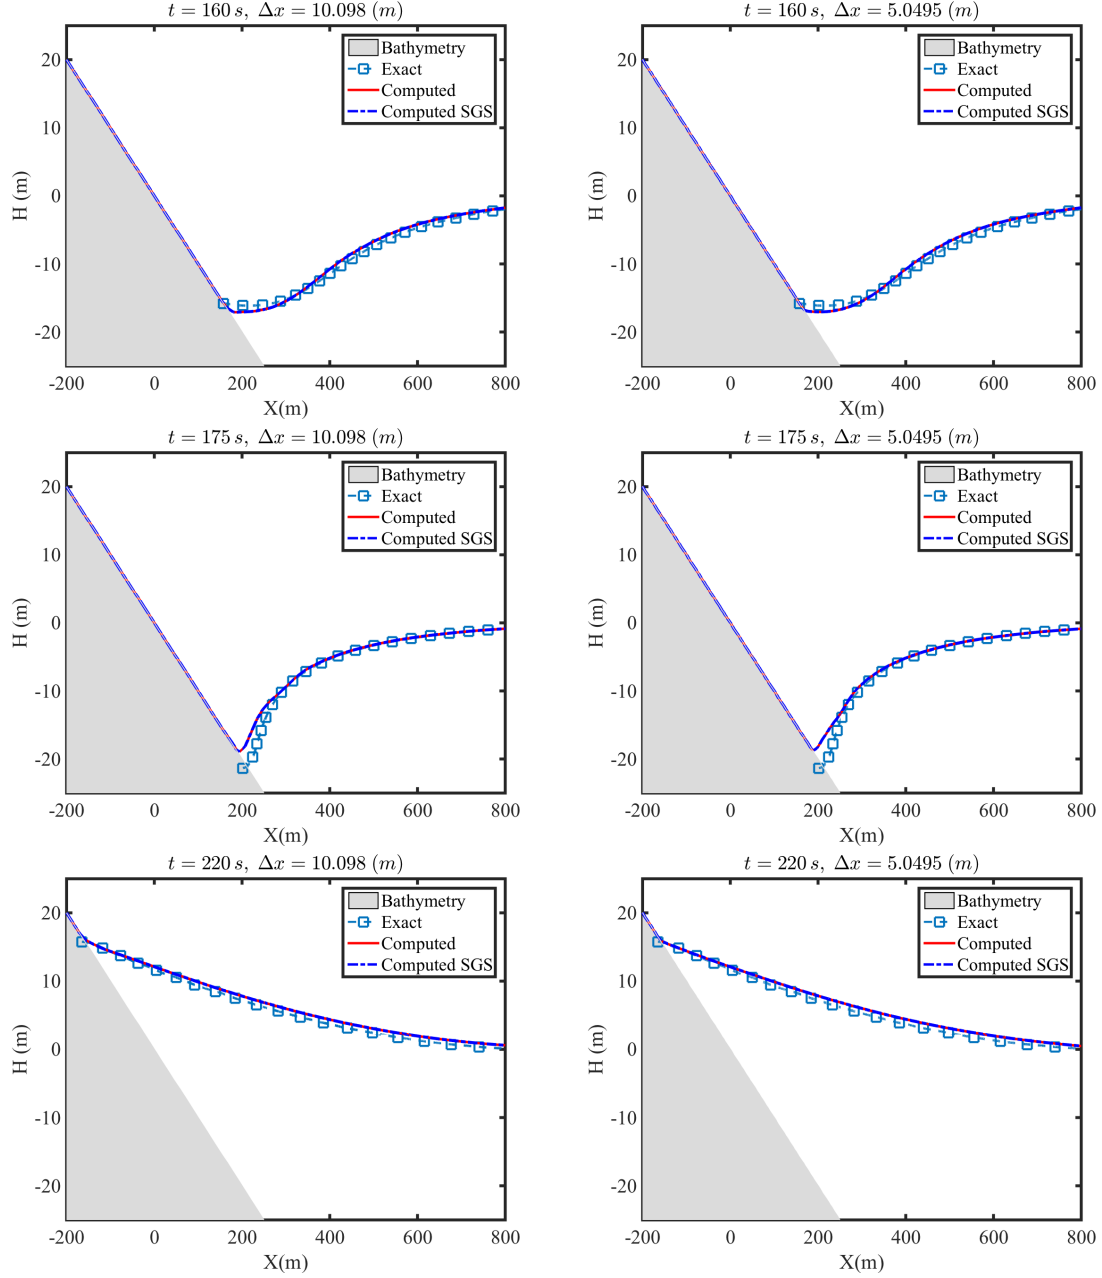 t = 160 s, Δx = 10.098 (m)
H (m)
20
10
0
-10
-20
Bathymetry
Exact
Computed
Computed SGS
-200 0 200 400 600 800
X(m)
t = 160 s, Δx = 5.0495 (m)
H (m)
20
10
0
-10
-20
Bathymetry
Exact
Computed
Computed SGS
-200 0 200 400 600 800
X(m)
t = 175 s, Δx = 10.098 (m)
H (m)
20
10
0
-10
-20
Bathymetry
Exact
Computed
Computed SGS
-200 0 200 400 600 800
X(m)
t = 175 s, Δx = 5.0495 (m)
H (m)
20
10
0
-10
-20
Bathymetry
Exact
Computed
Computed SGS
-200 0 200 400 600 800
X(m)
t = 220 s, Δx = 10.098 (m)
H (m)
20
10
0
-10
-20
Bathymetry
Exact
Computed
Computed SGS
-200 0 200 400 600 800
X(m)
t = 220 s, Δx = 5.0495 (m)
H (m)
20
10
0
-10
-20
Bathymetry
Exact
Computed
Computed SGS
-200 0 200 400 600 800
X(m)